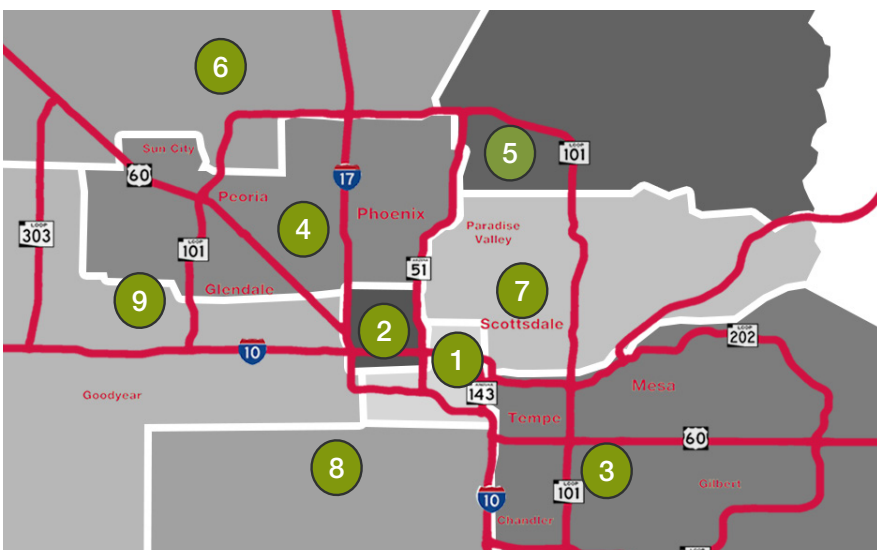 6
Sun City
5
LOOP
101
60
17
Peoria
4
Phoenix
Paradise
Valley
LOOP
303
LOOP
101
ARIZONA
51
Glendale
9
7
2
Scottsdale
10
1
LOOP
202
Mesa
Goodyear
143
Tempe
60
8
3
Gilbert
10
LOOP
101
Chandler